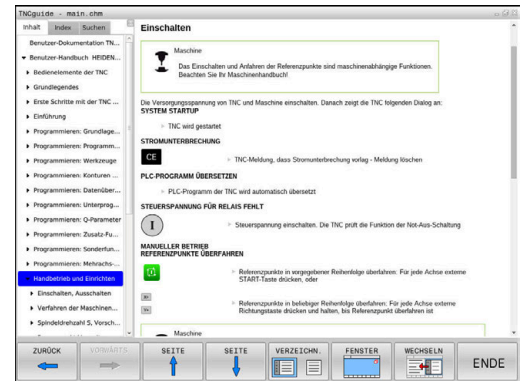 TNCguide - main.chm
Inhalt Index Suchen
Benutzer-Dokumentation TN...
Benutzer-Handbuch HEIDEN...
Bedienelemente der TNC
Grundlegendes
Erste Schritte mit der TNC ...
Einführung
Programmieren: Grundlage...
Programmieren: Programm...
Programmieren: Werkzeuge
Programmieren: Konturen ...
Programmieren: Datenüber...
Programmieren: Unterprog...
Programmieren: Q-Parameter
Programmieren: Zusatz-Fu...
Programmieren: Sonderfun...
Programmieren: Mehrachs-...
Handbetrieb und Einrichten
Einschalten, Ausschalten
Verfahren der Maschinen...
Spindeldrehzahl S, Vorsch...
Einschalten
Maschine
Das Einschalten und Anfahren der Referenzpunkte sind maschinenabhängige Funktionen.
Beachten Sie Ihr Maschinenhandbuch!
Die Versorgungsspannung von TNC und Maschine einschalten. Danach zeigt die TNC folgenden Dialog an:
SYSTEM STARTUP
TNC wird gestartet
STROMUNTERBRECHUNG
CE
TNC-Meldung, dass Stromunterbrechung vorlag - Meldung löschen
PLC-PROGRAMM ÜBERSETZEN
PLC-Programm der TNC wird automatisch übersetzt
STEUERSPANNUNG FÜR RELAIS FEHLT
I
Steuerspannung einschalten. Die TNC prüft die Funktion der Not-Aus-Schaltung
MANUELLER BETRIEB
REFERENZPUNKTE ÜBERFAHREN
Referenzpunkte in vorgegebener Reihenfolge überfahren: Für jede Achse externe
START-Taste drücken, oder
Referenzpunkte in beliebiger Reihenfolge überfahren: Für jede Achse externe
Richtungstaste drücken und halten, bis Referenzpunkt überfahren ist
Maschine
ZURÜCK VORWÄRTS SEITE SEITE VERZEICHN. FENSTER WECHSELN ENDE